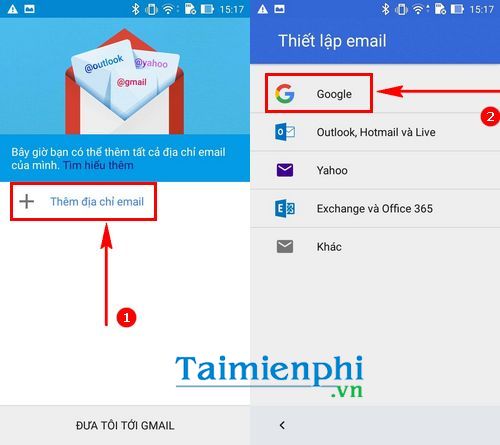 15:17
@outlook
@yahoo
@gmail
Bây giờ bạn có thể thêm tất cả địa chỉ email
của mình. Tìm hiểu thêm
Thêm địa chỉ email
1
ĐƯA TÔI TỚI GMAIL
15:17
Thiết lập email
Google
2
Outlook, Hotmail và Live
Yahoo
Exchange và Office 365
Khác
Taimienphi
.vn